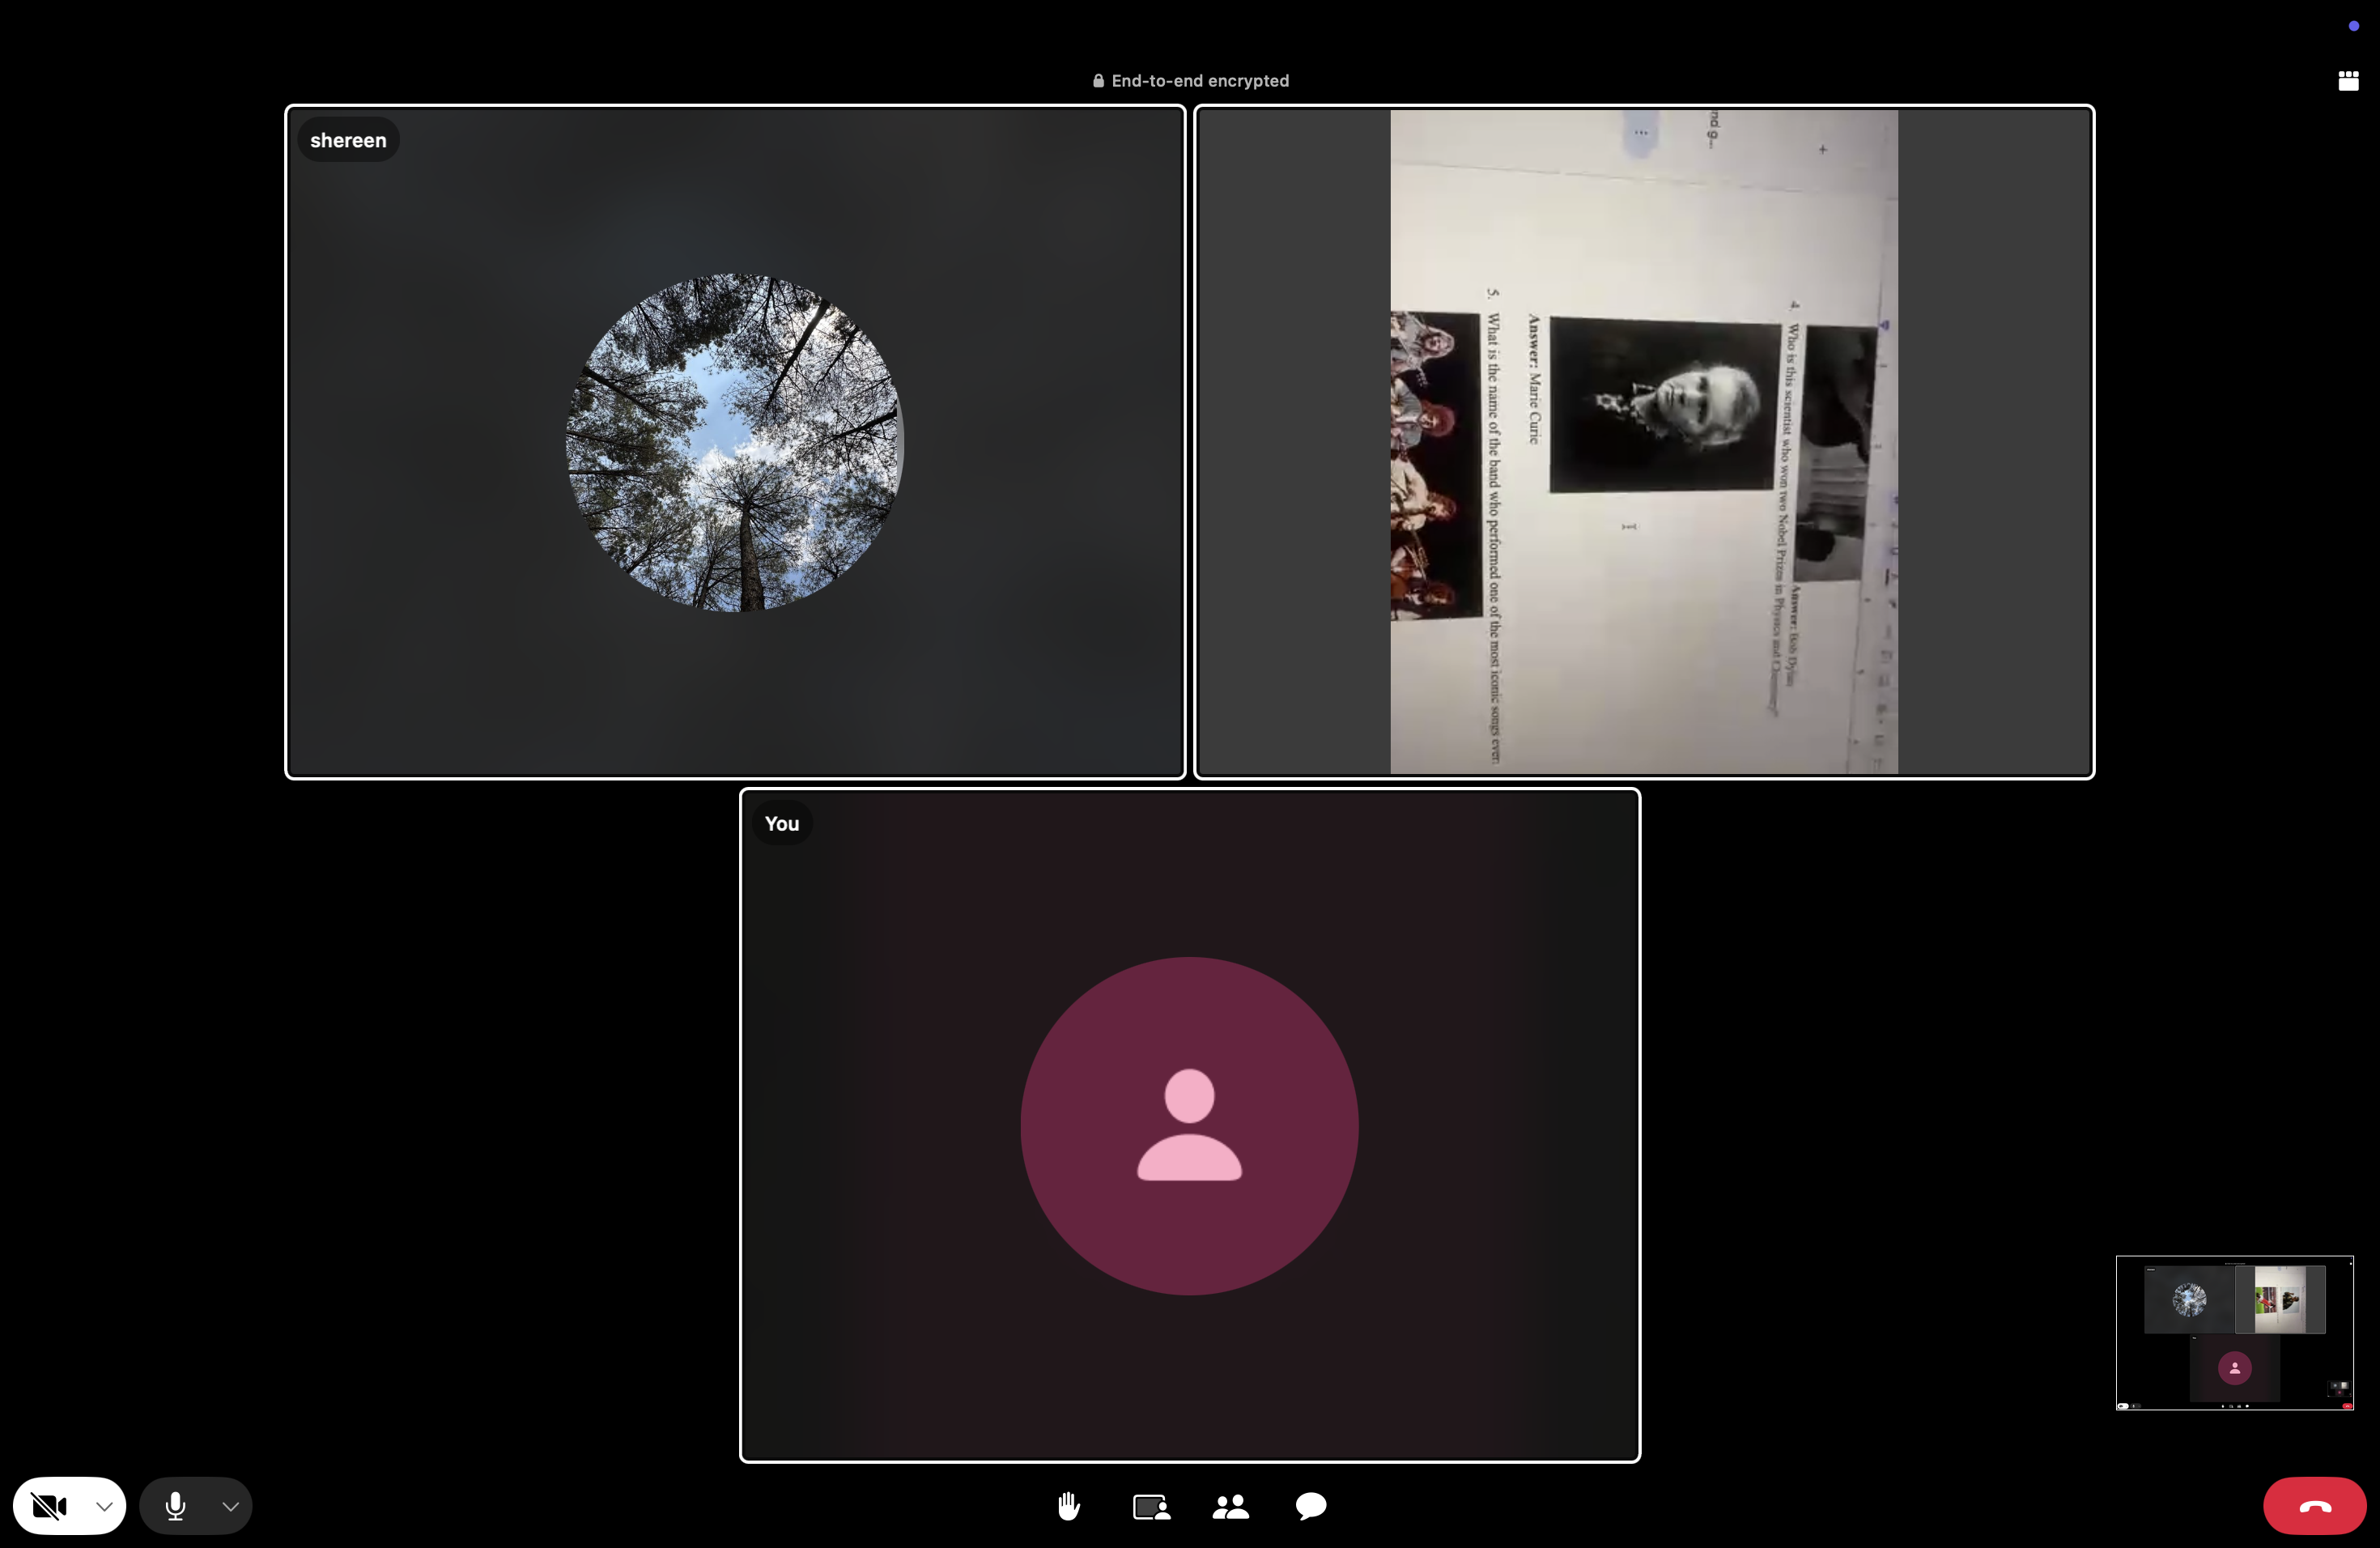 End-to-end encrypted
shereen
nd g...
Answer: Bob Dylan
4. Who is this scientist who won two Nobel Prizes in Physics and Chemistry?
Answer: Marie Curie
5. What is the name of the band who performed one of the most iconic songs ever:
You